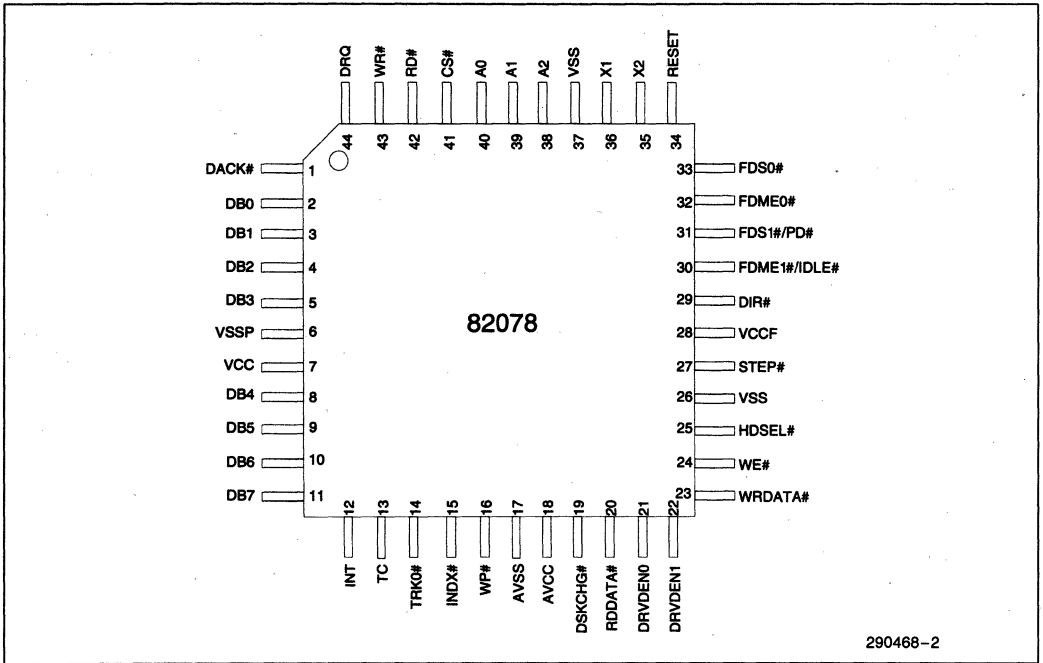 DRQ WR# RD# CS# A0 A1 A2 VSS X1 X2 RESET
44 43 42 41 40 39 38 37 36 35 34
DACK# 1
DB0 2
DB1 3
DB2 4
DB3 5
VSSP 6
VCC 7
DB4 8
DB5 9
DB6 10
DB7 11
82078
33 FDS0#
32 FDME0#
31 FDS1#/PD#
30 FDME1#/IDLE#
29 DIR#
28 VCCF
27 STEP#
26 VSS
25 HDSEL#
24 WE#
23 WRDATA#
12 13 14 15 16 17 18 19 20 21 22
INT TC TRK0# INDX# WP# AVSS AVCC DSKCHG# RDDATA# DRVDEN0 DRVDEN1
290468-2